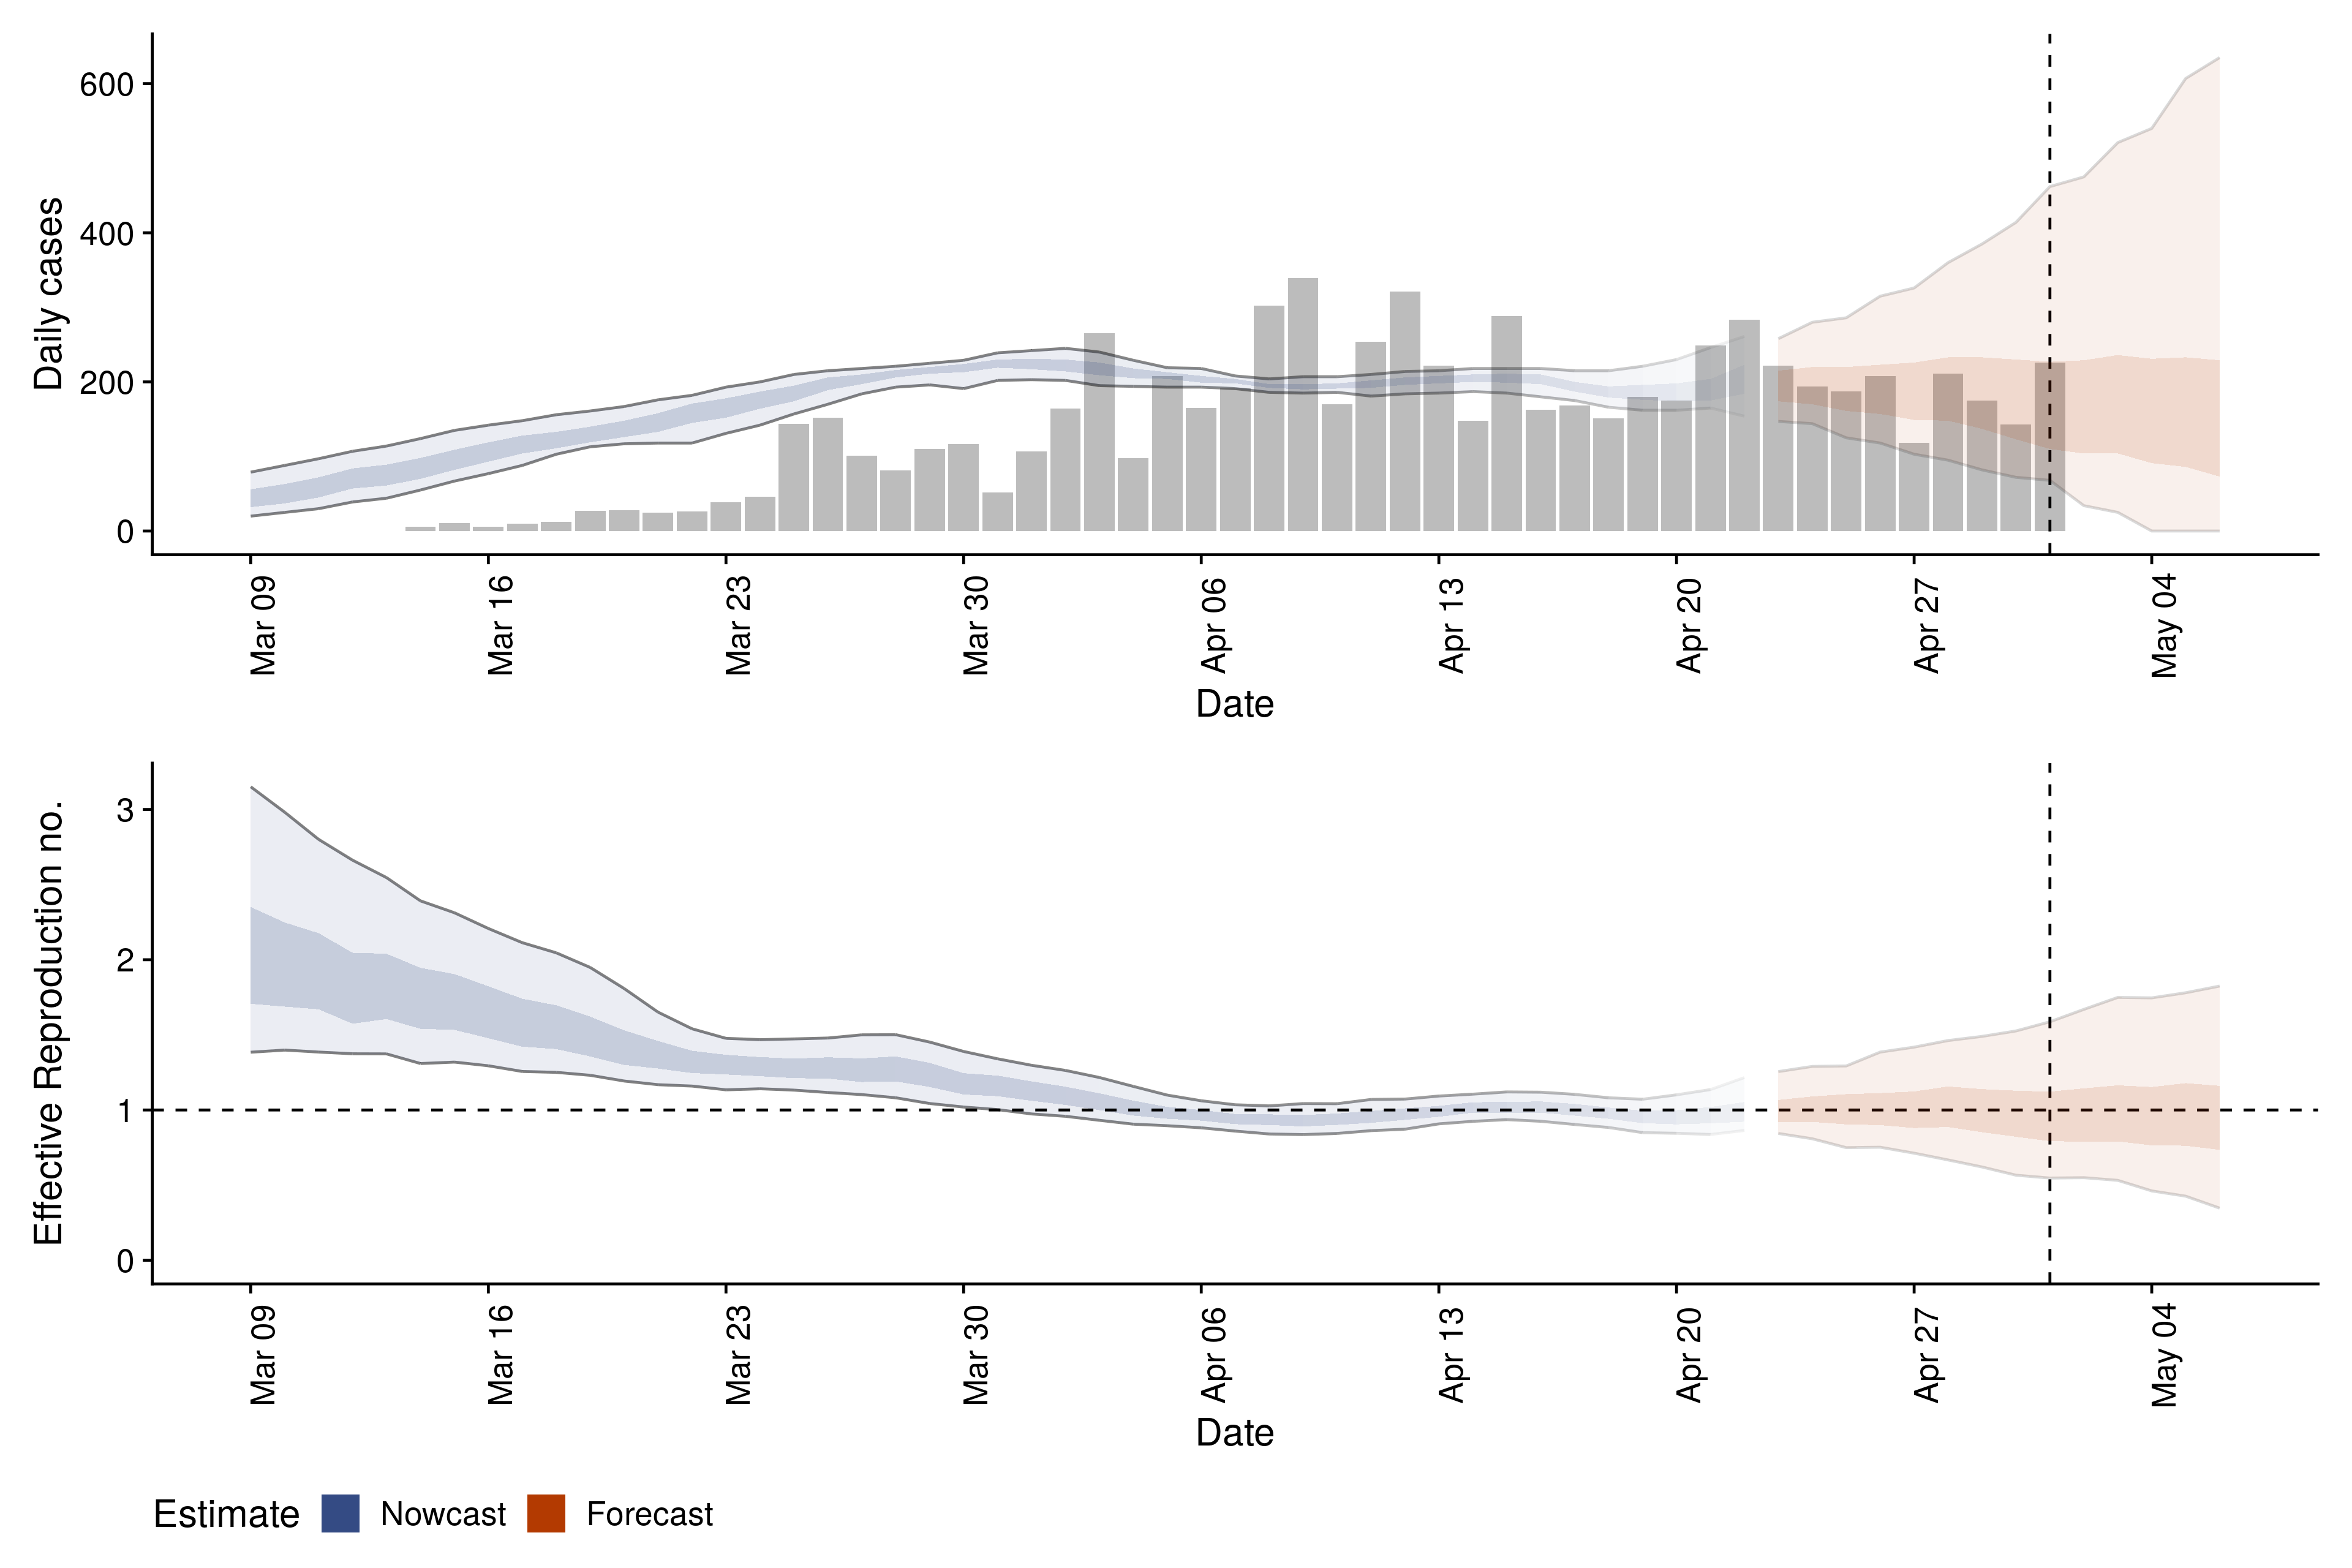 Daily cases
600
400
200
0
Mar 09 Mar 16 Mar 23 Mar 30 Apr 06 Apr 13 Apr 20 Apr 27 May 04
Date
Effective Reproduction no.
3
2
1
0
Mar 09 Mar 16 Mar 23 Mar 30 Apr 06 Apr 13 Apr 20 Apr 27 May 04
Date
Estimate Nowcast Forecast